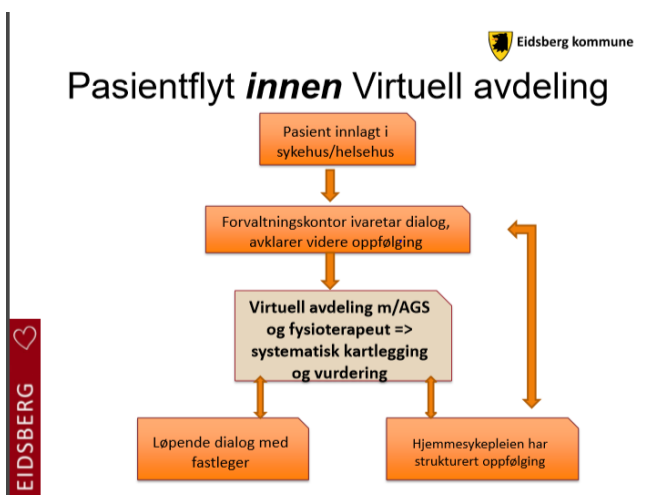 Eidsberg kommune
Pasientflyt innen Virtuell avdeling
Pasient innlagt i
sykehus/helsehus
Forvaltningskontor ivaretar dialog,
avklarer videre oppfølging
Virtuell avdeling m/AGS
og fysioterapeut =>
systematisk kartlegging
og vurdering
Løpende dialog med
fastleger
Hjemmesykepleien har
strukturert oppfølging
EIDSBERG